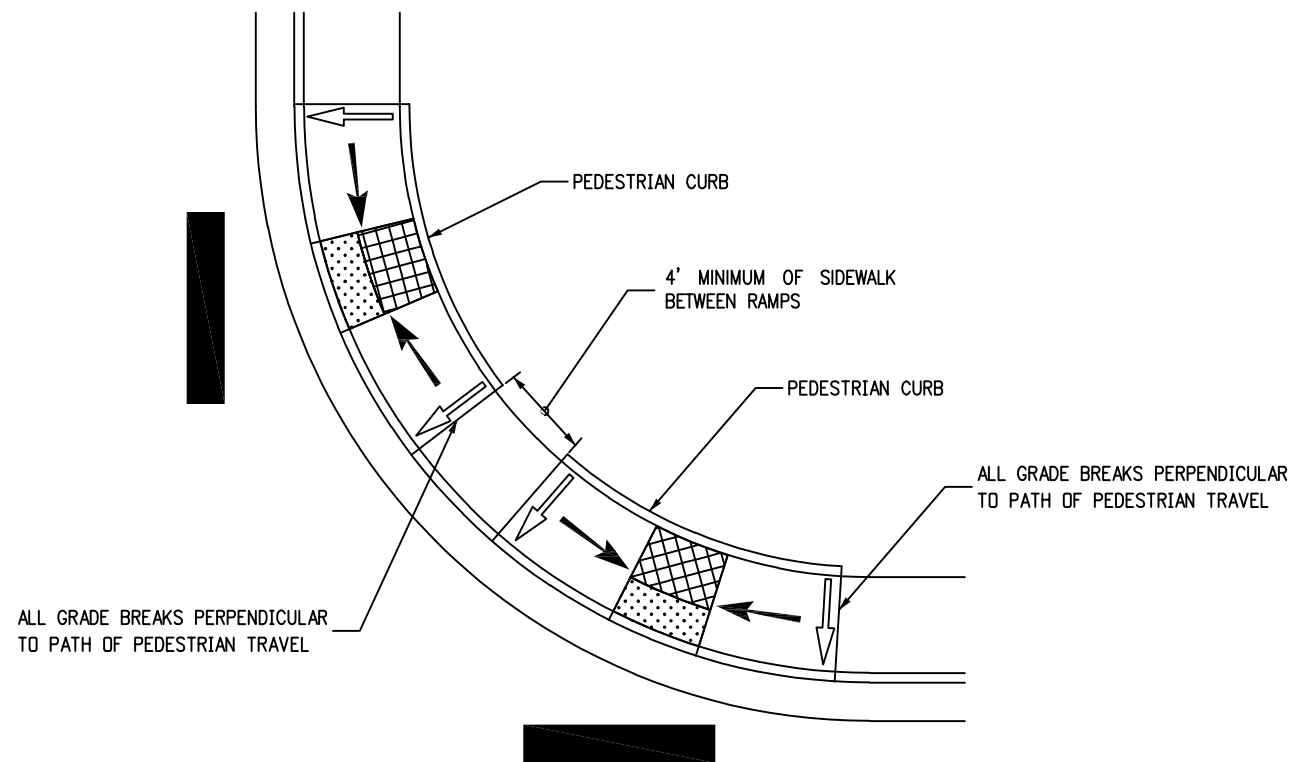 PEDESTRIAN CURB
4' MINIMUM OF SIDEWALK
BETWEEN RAMPS
PEDESTRIAN CURB
ALL GRADE BREAKS PERPENDICULAR
TO PATH OF PEDESTRIAN TRAVEL
ALL GRADE BREAKS PERPENDICULAR
TO PATH OF PEDESTRIAN TRAVEL